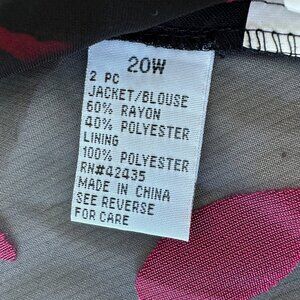 20W
2 PC
JACKET/BLOUSE
60% RAYON
40% POLYESTER
LINING
100% POLYESTER
RN#42435
MADE IN CHINA
SEE REVERSE
FOR CARE